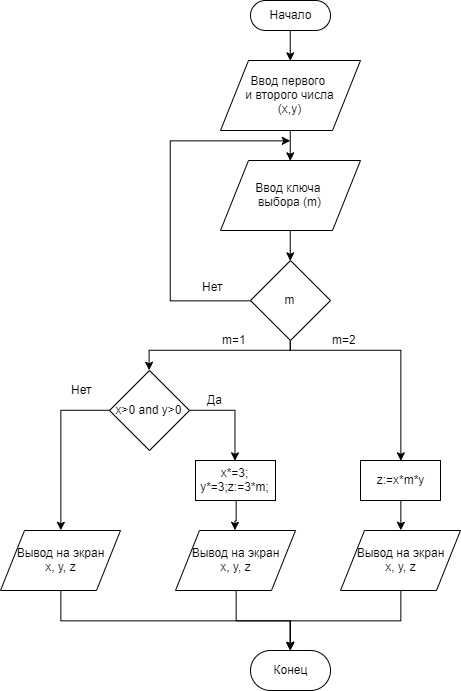 Начало
Ввод первого
и второго числа
(x,y)
Ввод ключа
выбора (m)
Нет
m
m=1
m=2
Нет
x>0 and y>0
Да
x*=3;
y*=3;z:=3*m;
z:=x*m*y
Вывод на экран
x, y, z
Вывод на экран
x, y, z
Вывод на экран
x, y, z
Конец